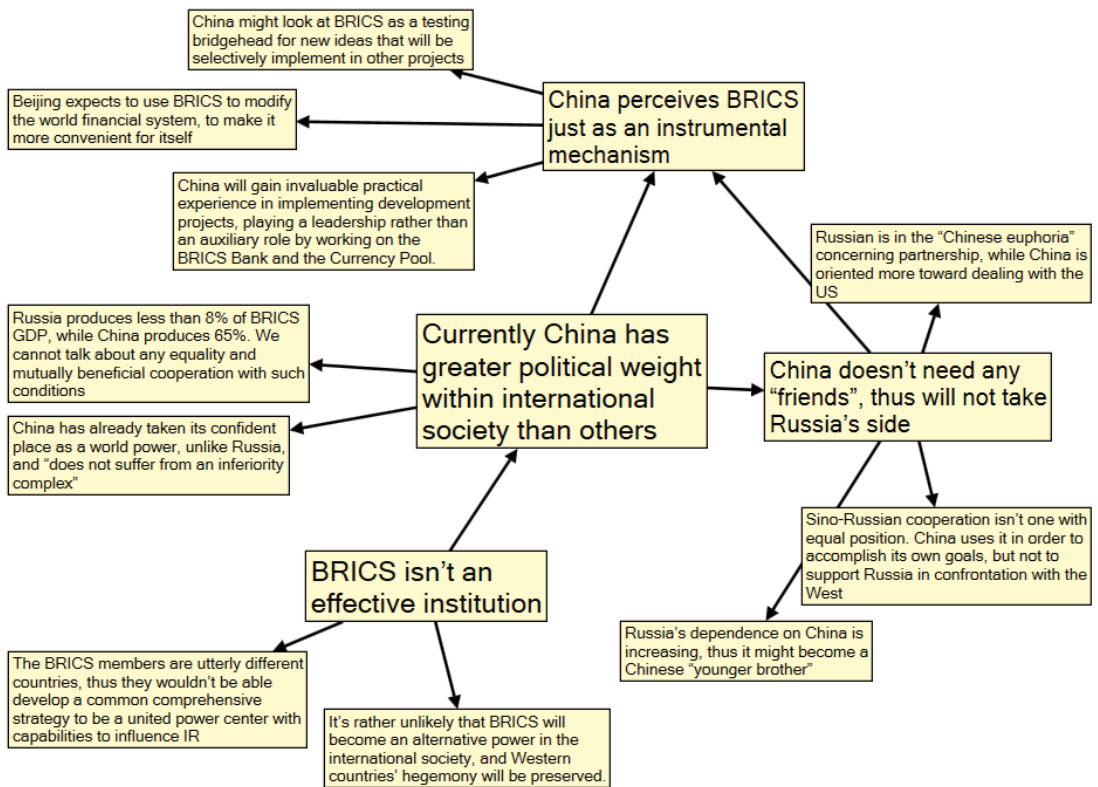 China might look at BRICS as a testing
bridgehead for new ideas that will be
selectively implement in other projects
Beijing expects to use BRICS to modify
the world financial system, to make it
more convenient for itself
China perceives BRICS
just as an instrumental
mechanism
China will gain invaluable practical
experience in implementing development
projects, playing a leadership rather than
an auxiliary role by working on the
BRICS Bank and the Currency Pool.
Russian is in the “Chinese euphoria”
concerning partnership, while China is
oriented more toward dealing with the
US
Russia produces less than 8% of BRICS
GDP, while China produces 65%. We
cannot talk about any equality and
mutually beneficial cooperation with such
conditions
Currently China has
greater political weight
within international
society than others
China doesn’t need any
“friends”, thus will not take
Russia’s side
China has already taken its confident
place as a world power, unlike Russia,
and “does not suffer from an inferiority
complex”
Sino-Russian cooperation isn’t one with
equal position. China uses it in order to
accomplish its own goals, but not to
support Russia in confrontation with the
West
BRICS isn’t an
effective institution
Russia’s dependence on China is
increasing, thus it might become a
Chinese “younger brother”
The BRICS members are utterly different
countries, thus they wouldn’t be able
develop a common comprehensive
strategy to be a united power center with
capabilities to influence IR
It’s rather unlikely that BRICS will
become an alternative power in the
international society, and Western
countries’ hegemony will be preserved.